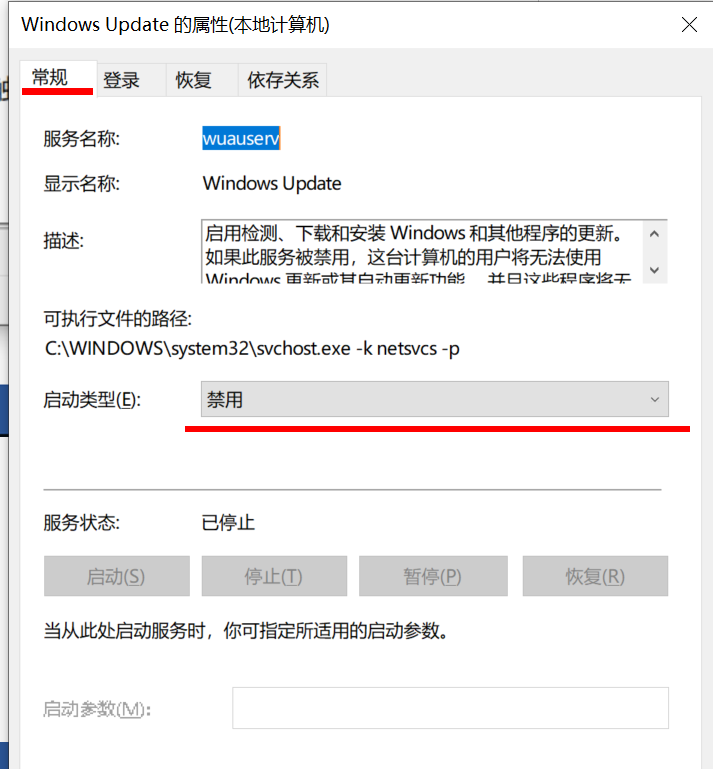 Windows Update 的属性(本地计算机)
常规 登录 恢复 依存关系
服务名称: wuauserv
显示名称: Windows Update
描述: 启用检测、下载和安装 Windows 和其他程序的更新。
如果此服务被禁用，这台计算机的用户将无法使用
Windows 更新或其自动更新功能，并且这些程序将无
可执行文件的路径:
C:\WINDOWS\system32\svchost.exe -k netsvcs -p
启动类型(E): 禁用
服务状态: 已停止
启动(S) 停止(T) 暂停(P) 恢复(R)
当从此处启动服务时，你可指定所适用的启动参数。
启动参数(M):